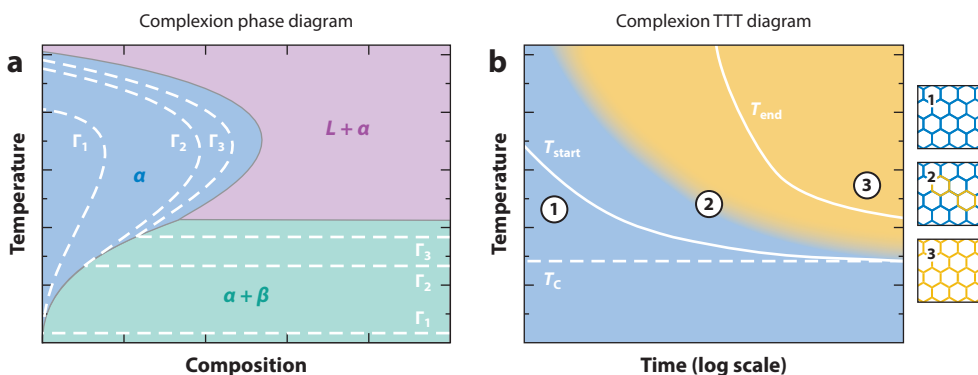 Complexion phase diagram
a
Temperature
Composition
Γ1
Γ2
Γ3
α
L + α
α + β
Γ3
Γ2
Γ1
Complexion TTT diagram
b
Temperature
Time (log scale)
Tstart
Tend
TC
1
2
3
1
2
3